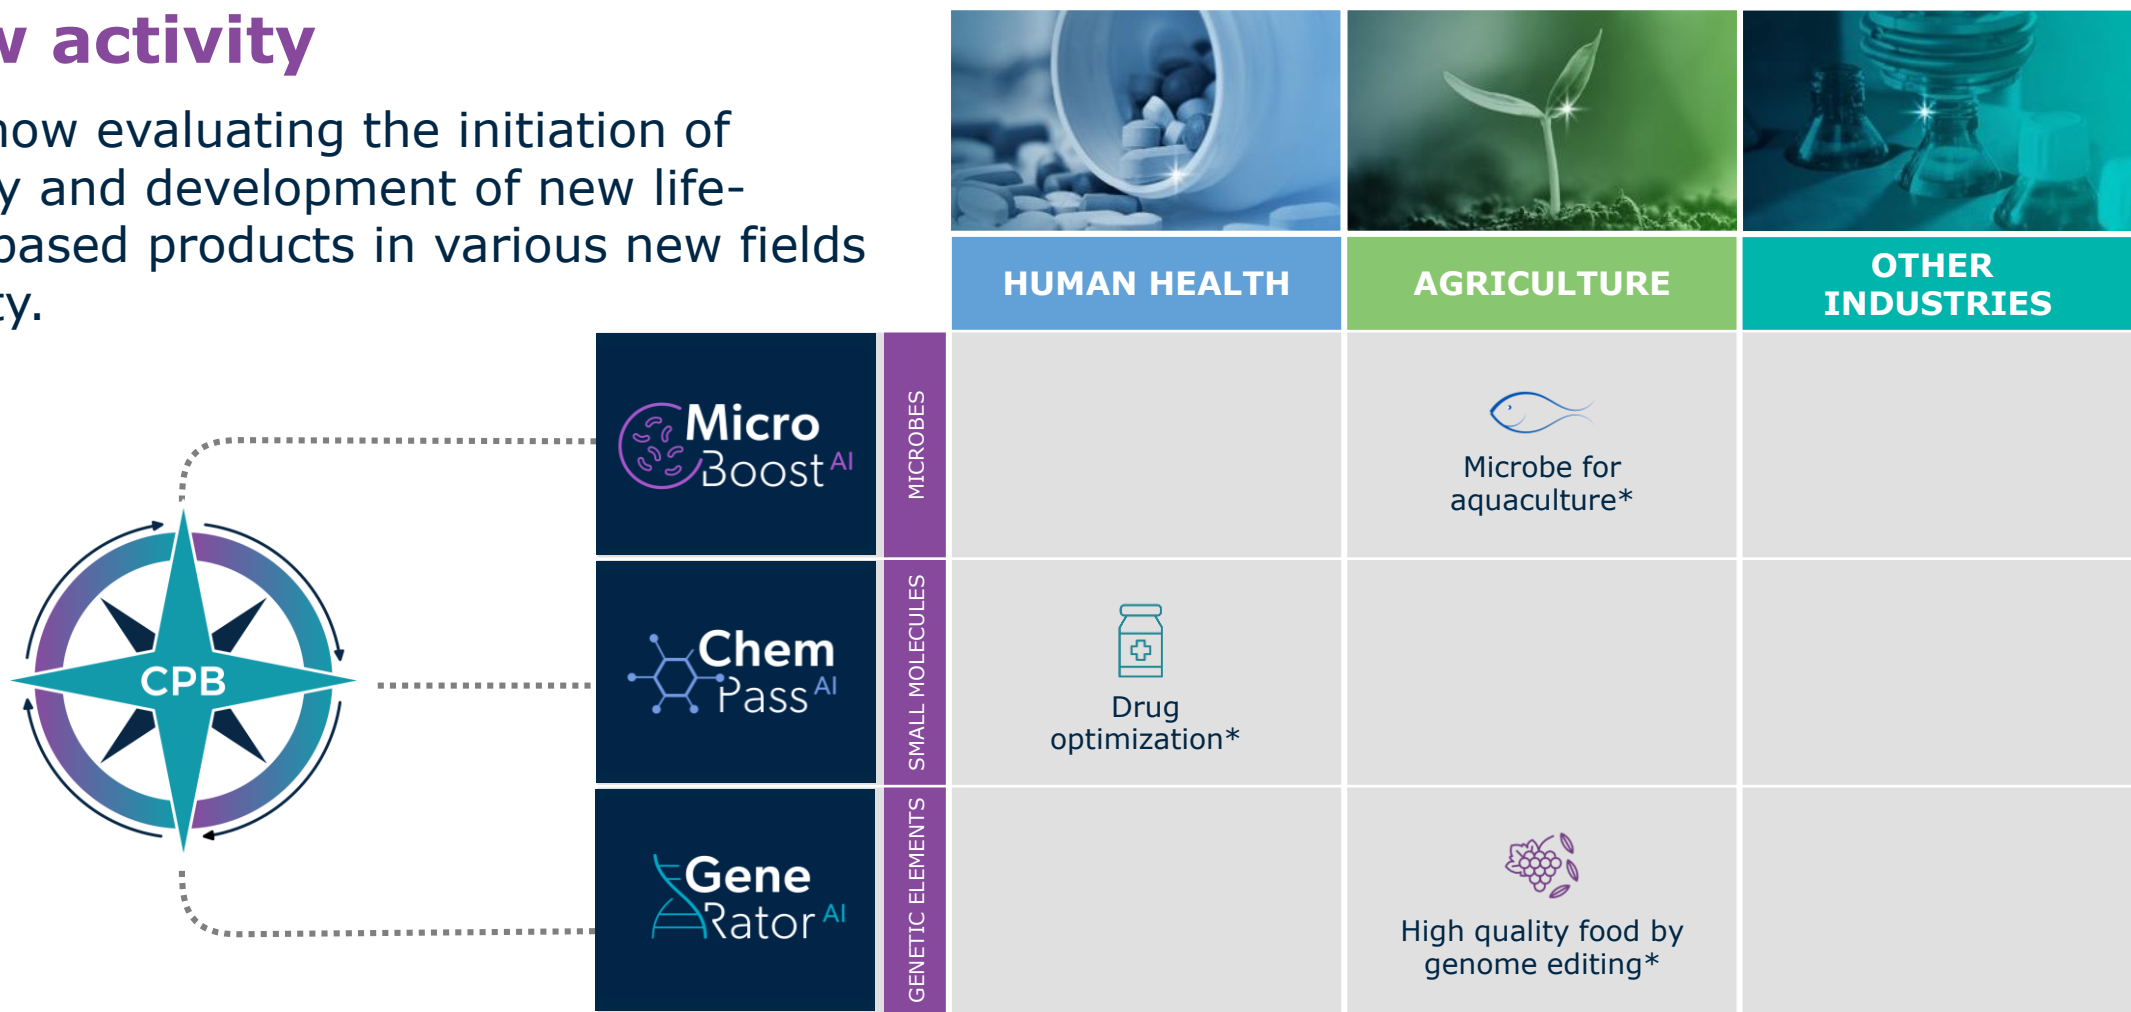 w activity
now evaluating the initiation of
y and development of new life-
based products in various new fields
ty.
HUMAN HEALTH
AGRICULTURE
OTHER
INDUSTRIES
Micro
Boost AI
MICROBES
Microbe for
aquaculture*
CPB
Chem
Pass AI
SMALL MOLECULES
Drug
optimization*
Gene
Rator AI
GENETIC ELEMENTS
High quality food by
genome editing*